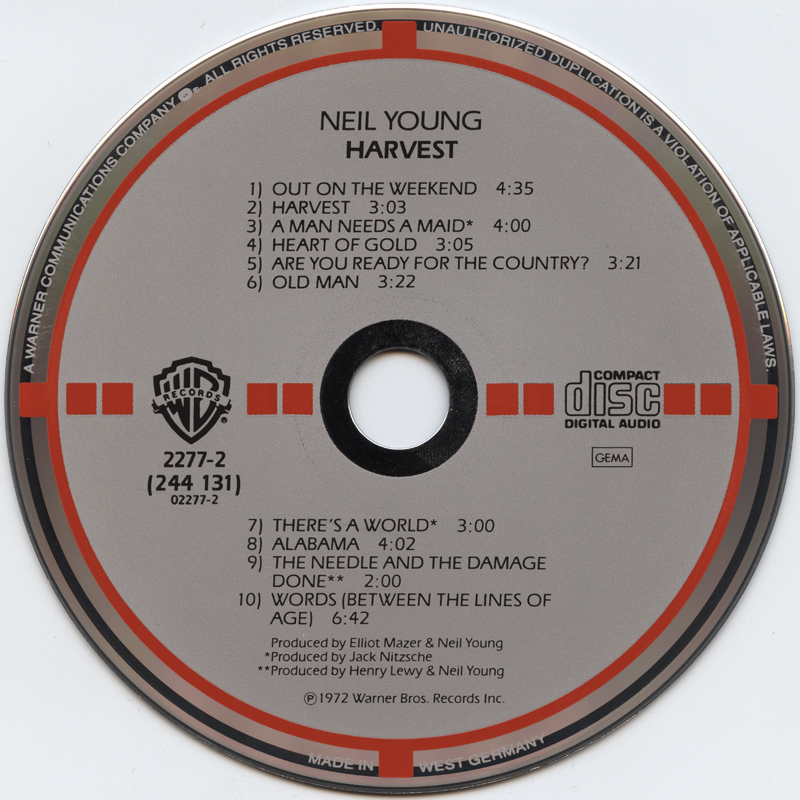 A WARNER COMMUNICATIONS COMPANY ALL RIGHTS RESERVED. UNAUTHORIZED DUPLICATION IS A VIOLATION OF APPLICABLE LAWS.
NEIL YOUNG
HARVEST
1) OUT ON THE WEEKEND 4:35
2) HARVEST 3:03
3) A MAN NEEDS A MAID* 4:00
4) HEART OF GOLD 3:05
5) ARE YOU READY FOR THE COUNTRY? 3:21
6) OLD MAN 3:22
WB
RECORDS
®
COMPACT
disc
DIGITAL AUDIO
2277-2
(244 131)
02277-2
GEMA
7) THERE'S A WORLD* 3:00
8) ALABAMA 4:02
9) THE NEEDLE AND THE DAMAGE
DONE** 2:00
10) WORDS (BETWEEN THE LINES OF
AGE) 6:42
Produced by Elliot Mazer & Neil Young
*Produced by Jack Nitzsche
**Produced by Henry Lewy & Neil Young
℗1972 Warner Bros. Records Inc.
MADE IN WEST GERMANY